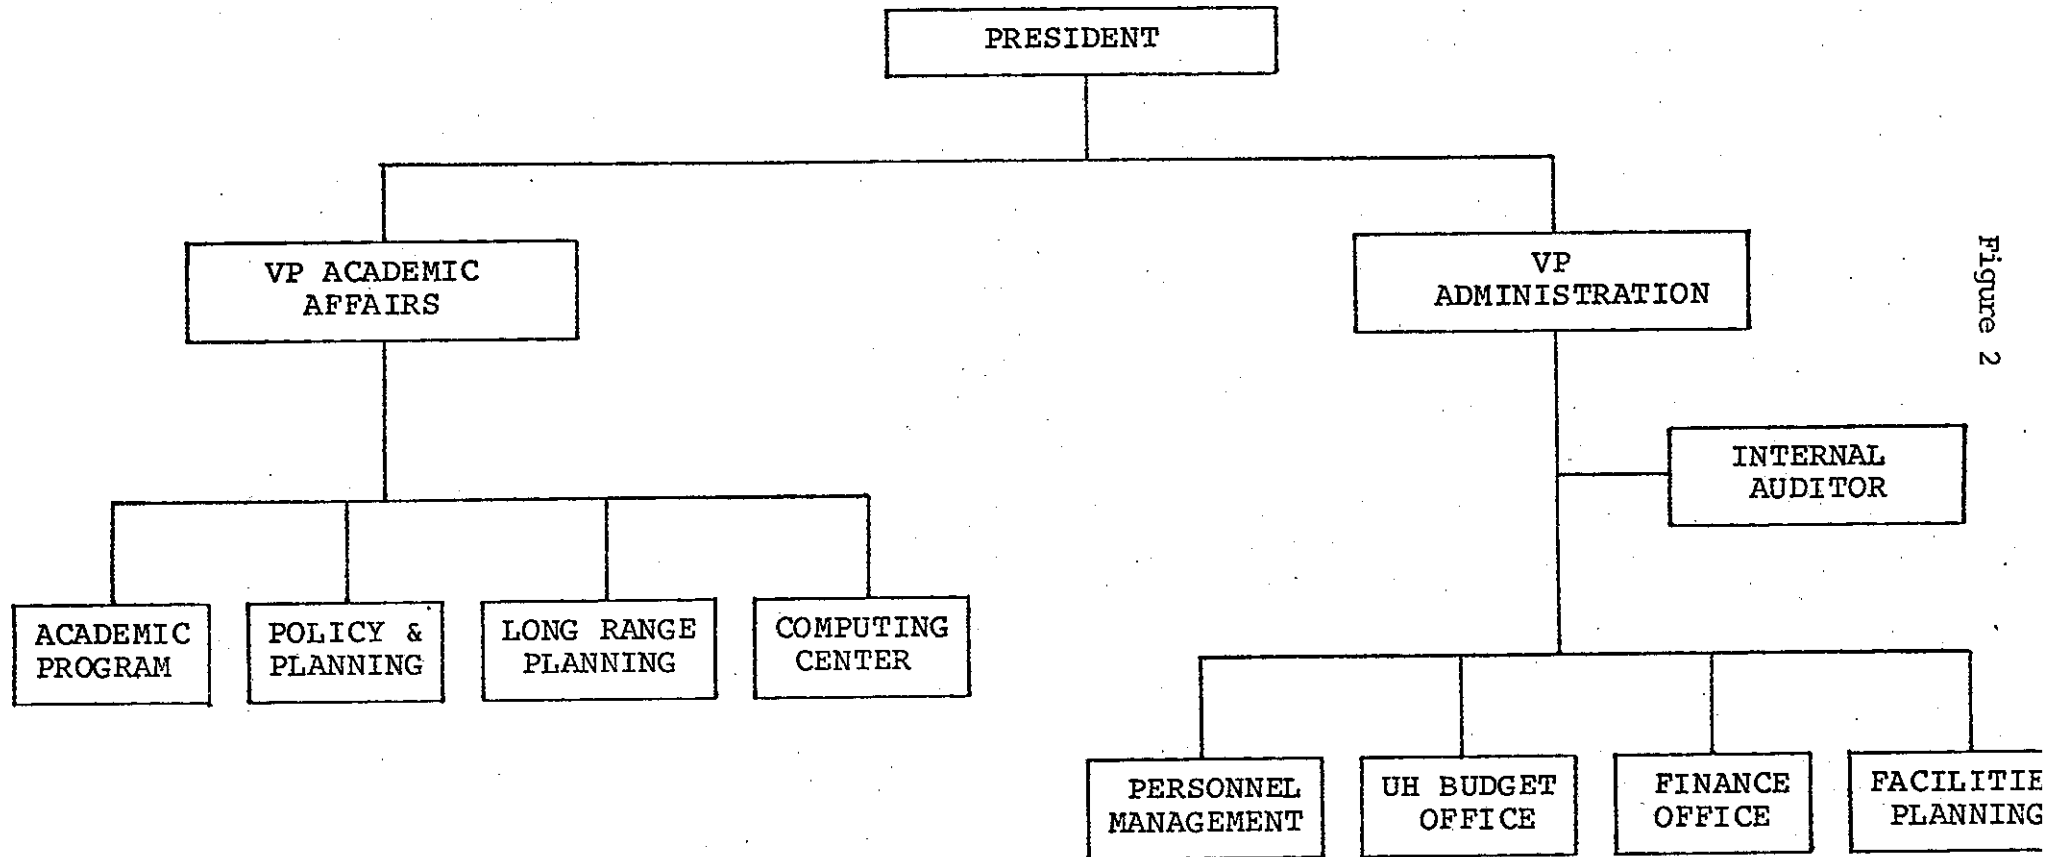 PRESIDENT
VP ACADEMIC
AFFAIRS
VP
ADMINISTRATION
Figure 2
INTERNAL
AUDITOR
ACADEMIC
PROGRAM
POLICY &
PLANNING
LONG RANGE
PLANNING
COMPUTING
CENTER
PERSONNEL
MANAGEMENT
UH BUDGET
OFFICE
FINANCE
OFFICE
FACILITIE
PLANNING